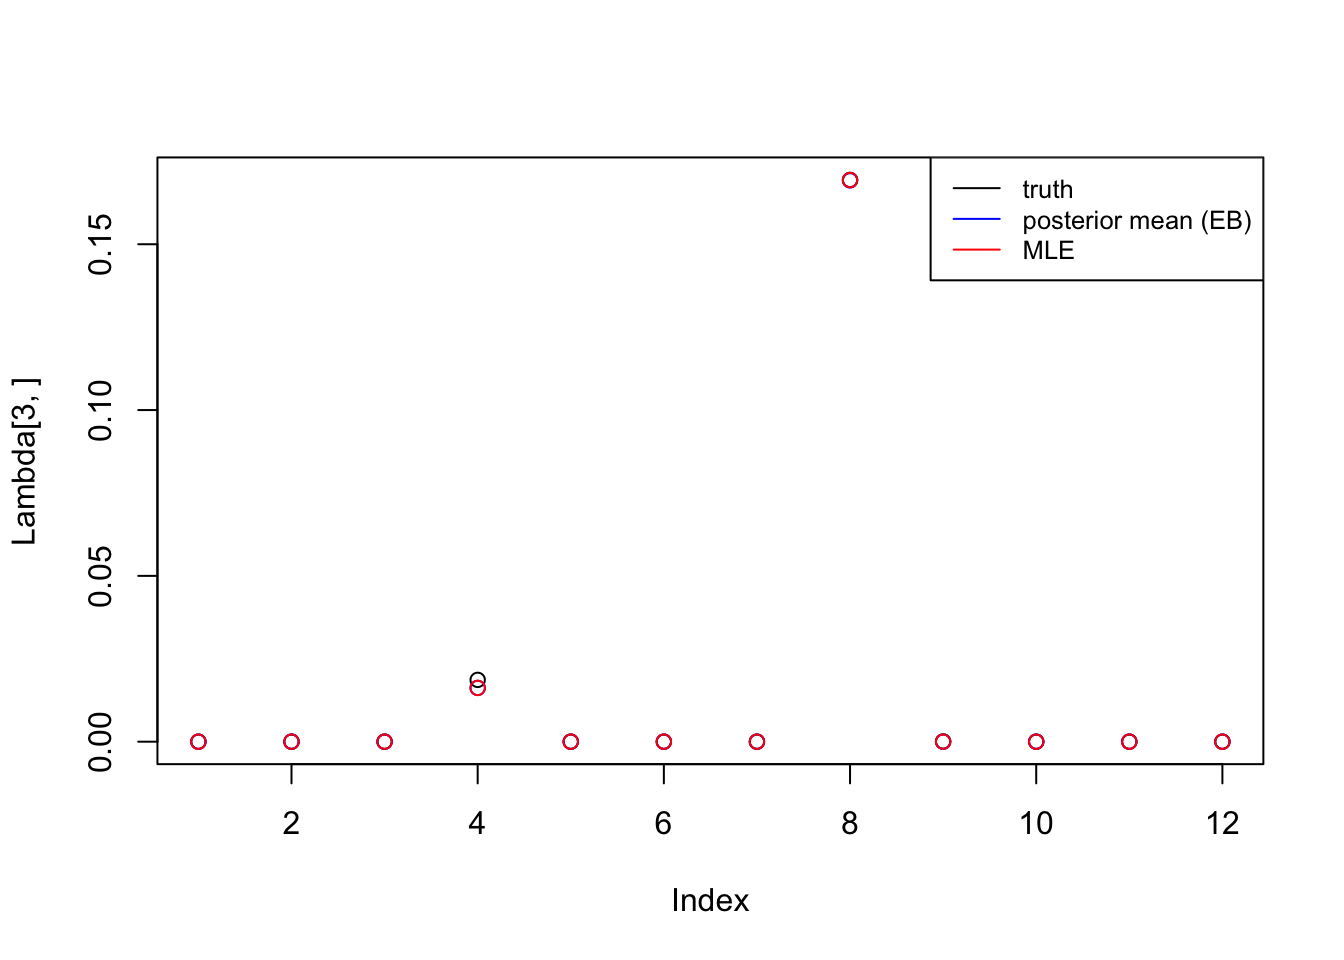 truth
posterior mean (EB)
MLE
Lambda[3, ]
0.15
0.10
0.05
0.00
2 4 6 8 10 12
Index